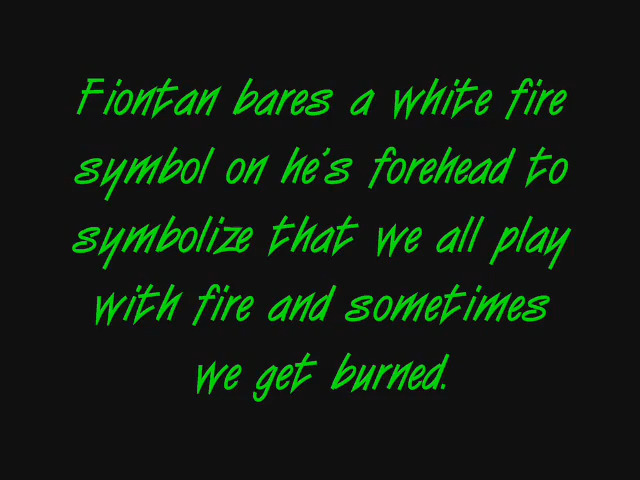 Fiontan bares a white fire
symbol on he's forehead to
symbolize that we all play
with fire and sometimes
we get burned.